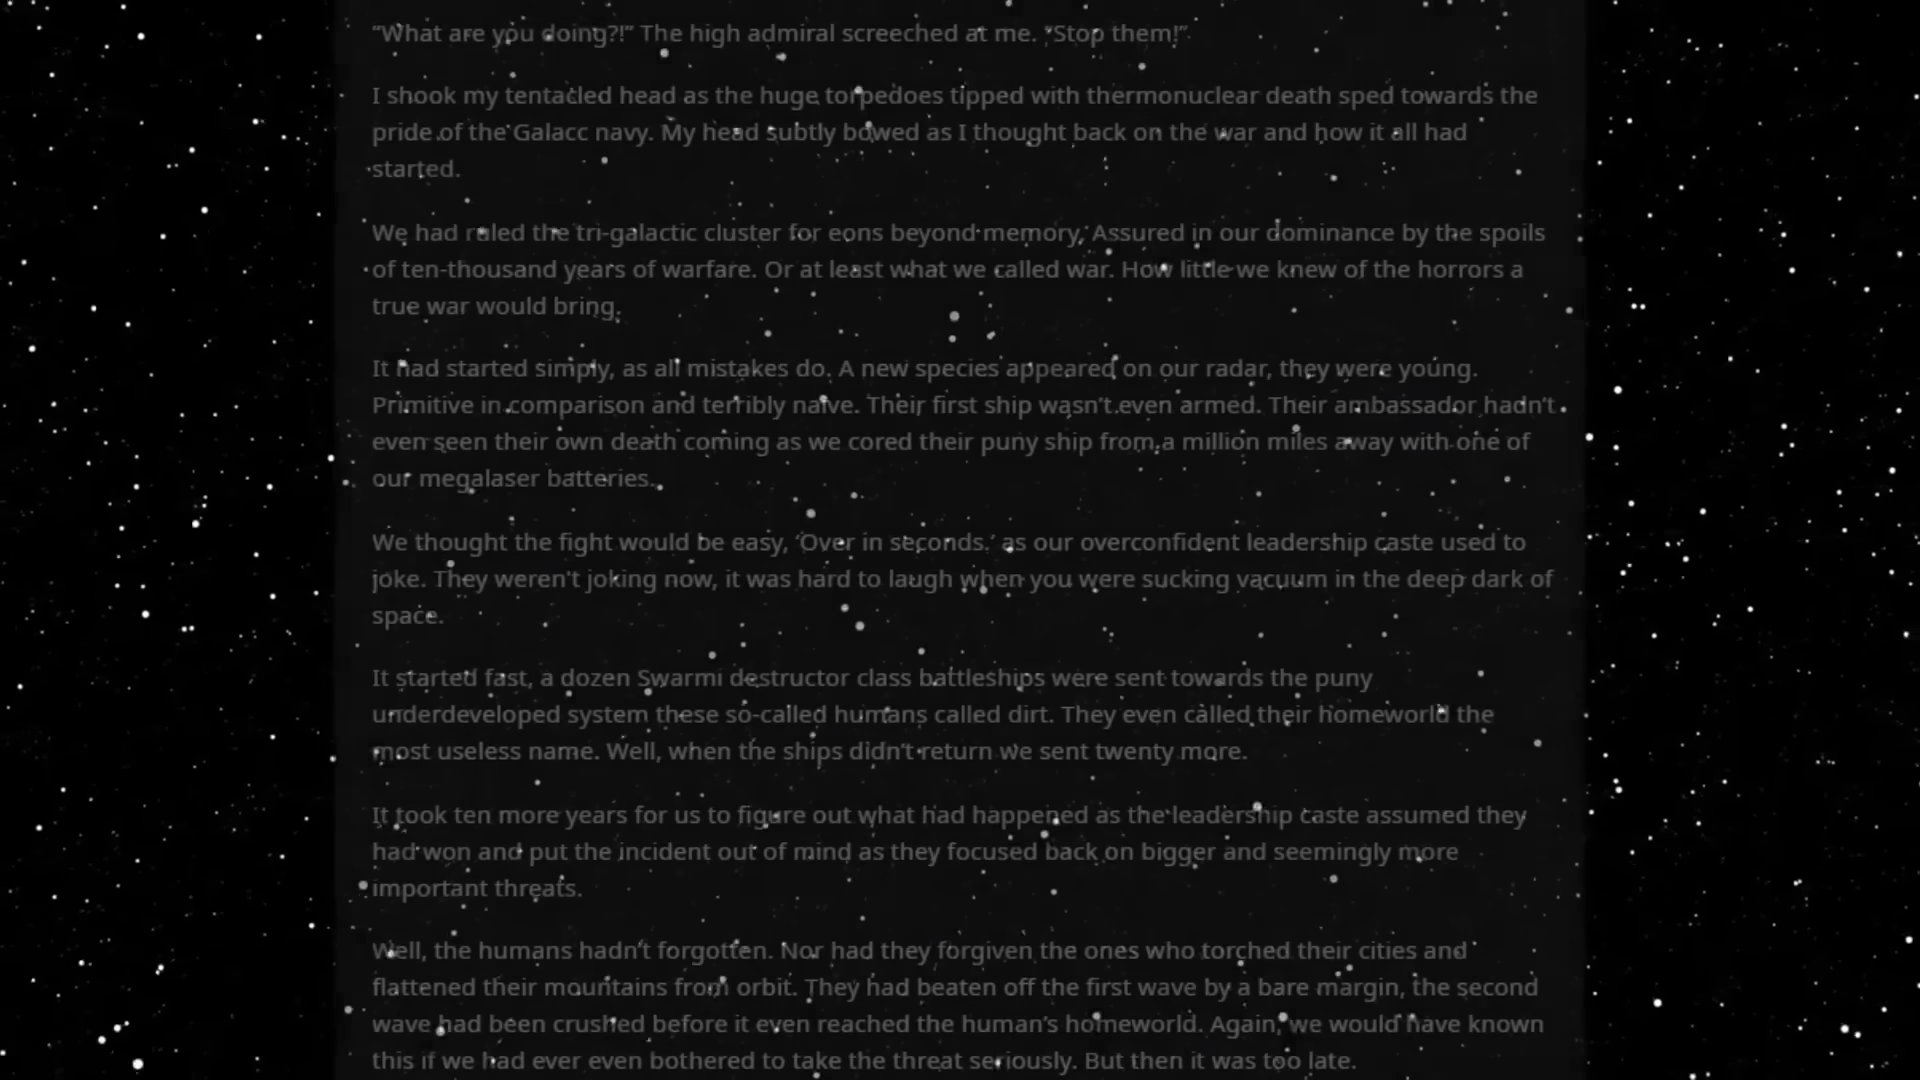 “What are you doing?!” The high admiral screeched at me. “Stop them!”
I shook my tentacled head as the huge torpedoes tipped with thermonuclear death sped towards the
pride of the Galacc navy. My head subtly bowed as I thought back on the war and how it all had
started.
We had ruled the tri-galactic cluster for eons beyond memory. Assured in our dominance by the spoils
of ten-thousand years of warfare. Or at least what we called war. How little we knew of the horrors a
true war would bring.
It had started simply, as all mistakes do. A new species appeared on our radar, they were young.
Primitive in comparison and terribly naive. Their first ship wasn’t even armed. Their ambassador hadn’t
even seen their own death coming as we cored their puny ship from a million miles away with one of
our megalaser batteries.
We thought the fight would be easy, ‘Over in seconds.’ as our overconfident leadership caste used to
joke. They weren't joking now, it was hard to laugh when you were sucking vacuum in the deep dark of
space.
It started fast, a dozen Swarmi destructor class battleships were sent towards the puny
underdeveloped system these so-called humans called dirt. They even called their homeworld the
most useless name. Well, when the ships didn’t return we sent twenty more.
It took ten more years for us to figure out what had happened as the leadership caste assumed they
had won and put the incident out of mind as they focused back on bigger and seemingly more
important threats.
Well, the humans hadn’t forgotten. Nor had they forgiven the ones who torched their cities and
flattened their mountains from orbit. They had beaten off the first wave by a bare margin, the second
wave had been crushed before it even reached the human’s homeworld. Again, we would have known
this if we had ever even bothered to take the threat seriously. But then it was too late.